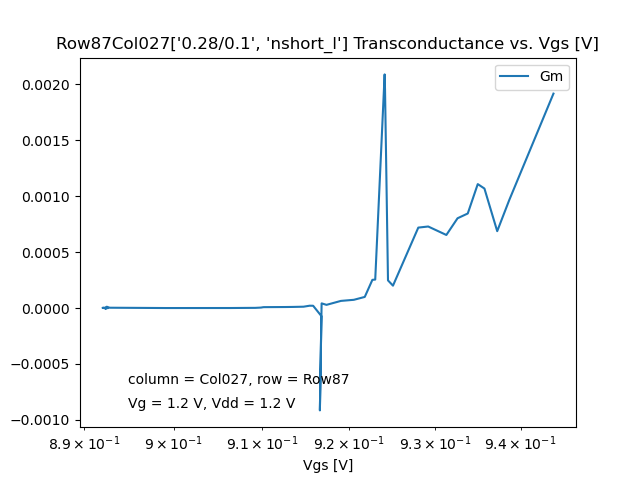 Row87Col027['0.28/0.1', 'nshort_l'] Transconductance vs. Vgs [V]
Gm
0.0020
0.0015
0.0010
0.0005
0.0000
−0.0005
−0.0010
column = Col027, row = Row87
Vg = 1.2 V, Vdd = 1.2 V
8.9 × 10⁻¹ 9 × 10⁻¹ 9.1 × 10⁻¹ 9.2 × 10⁻¹ 9.3 × 10⁻¹ 9.4 × 10⁻¹
Vgs [V]